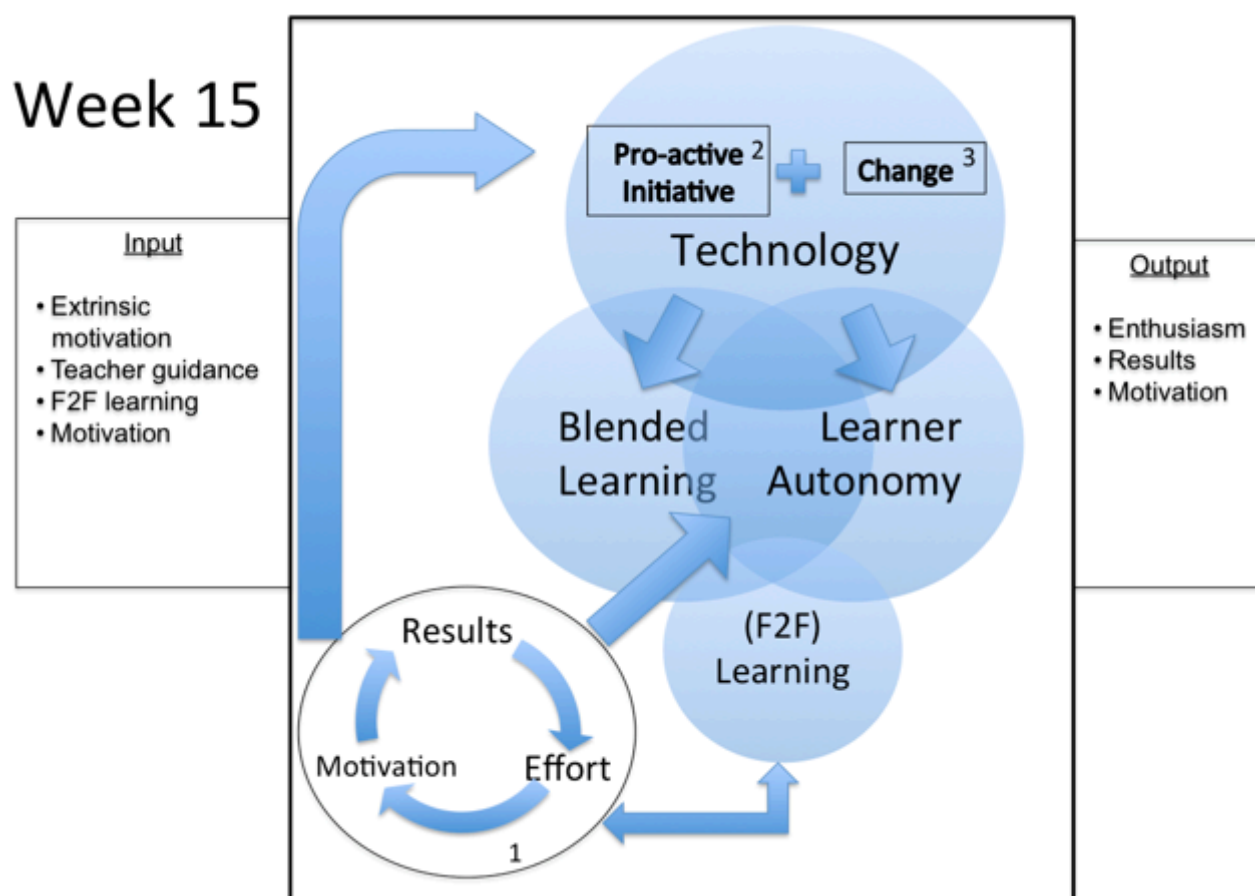 Week 15
Input
• Extrinsic
motivation
• Teacher guidance
• F2F learning
• Motivation
Pro-active 2
Initiative
Change 3
Technology
Blended
Learning
Learner
Autonomy
(F2F)
Learning
Results
Effort
Motivation
1
Output
• Enthusiasm
• Results
• Motivation